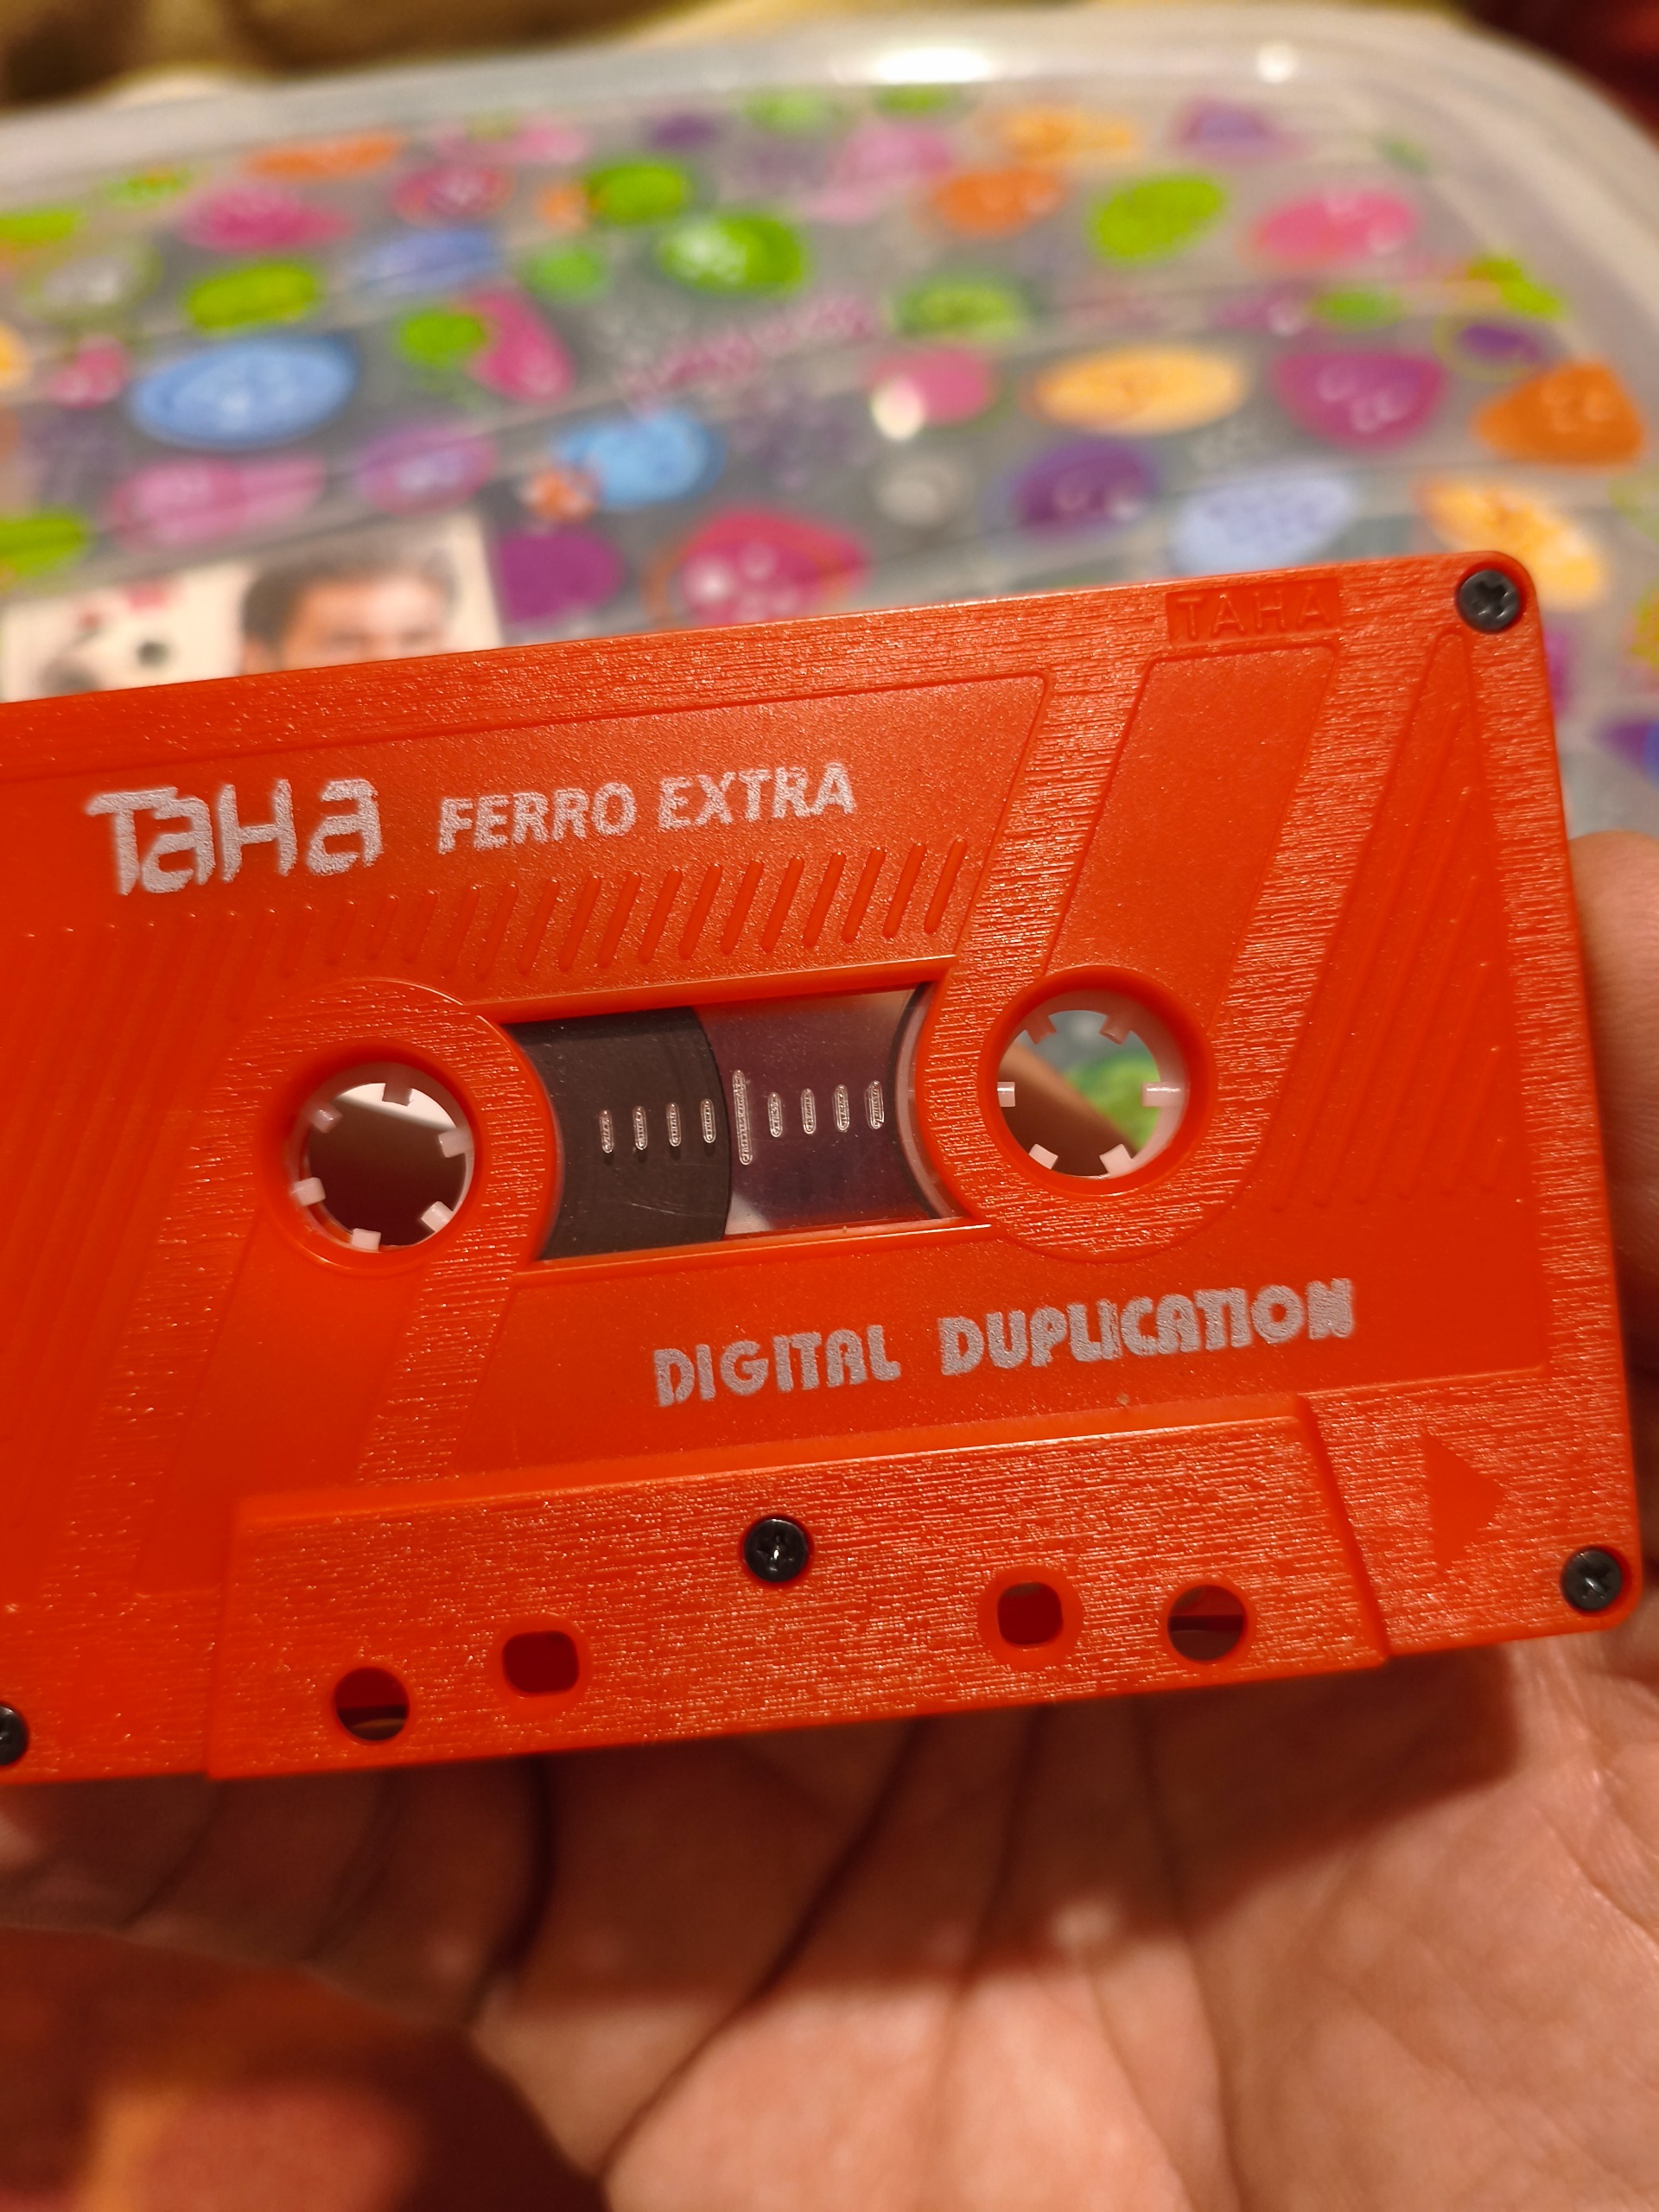 TAHA
TaHa FERRO EXTRA
DIGITAL DUPLICATION